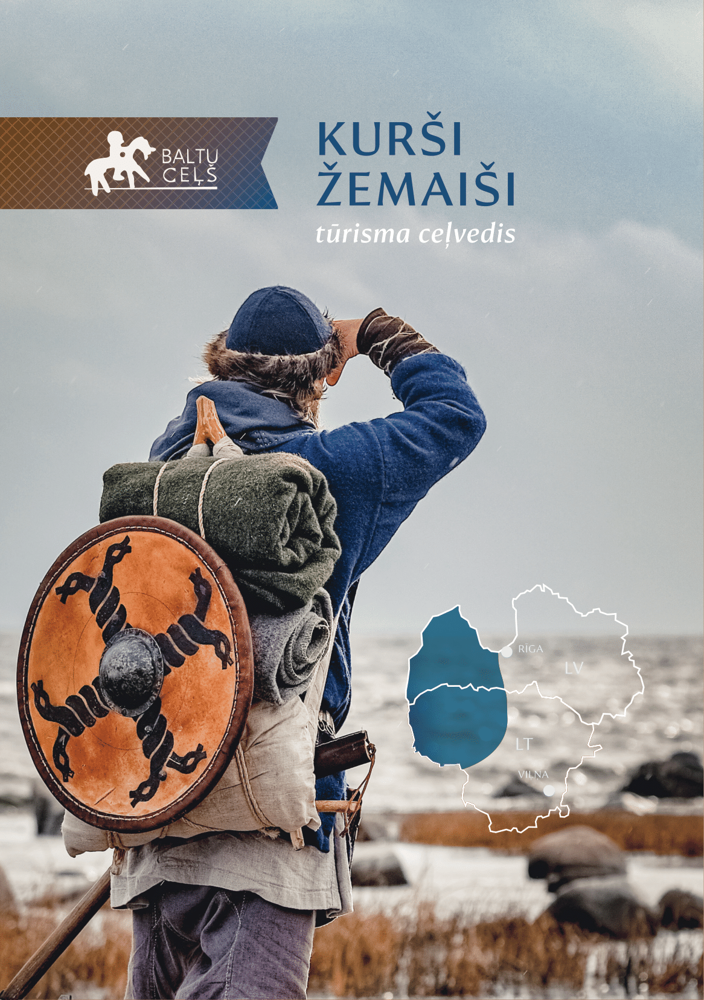 BALTU
CEĻŠ
KURŠI
ŽEMAIŠI
tūrisma ceļvedis
RĪGA
LV
LT
VIĻŅA